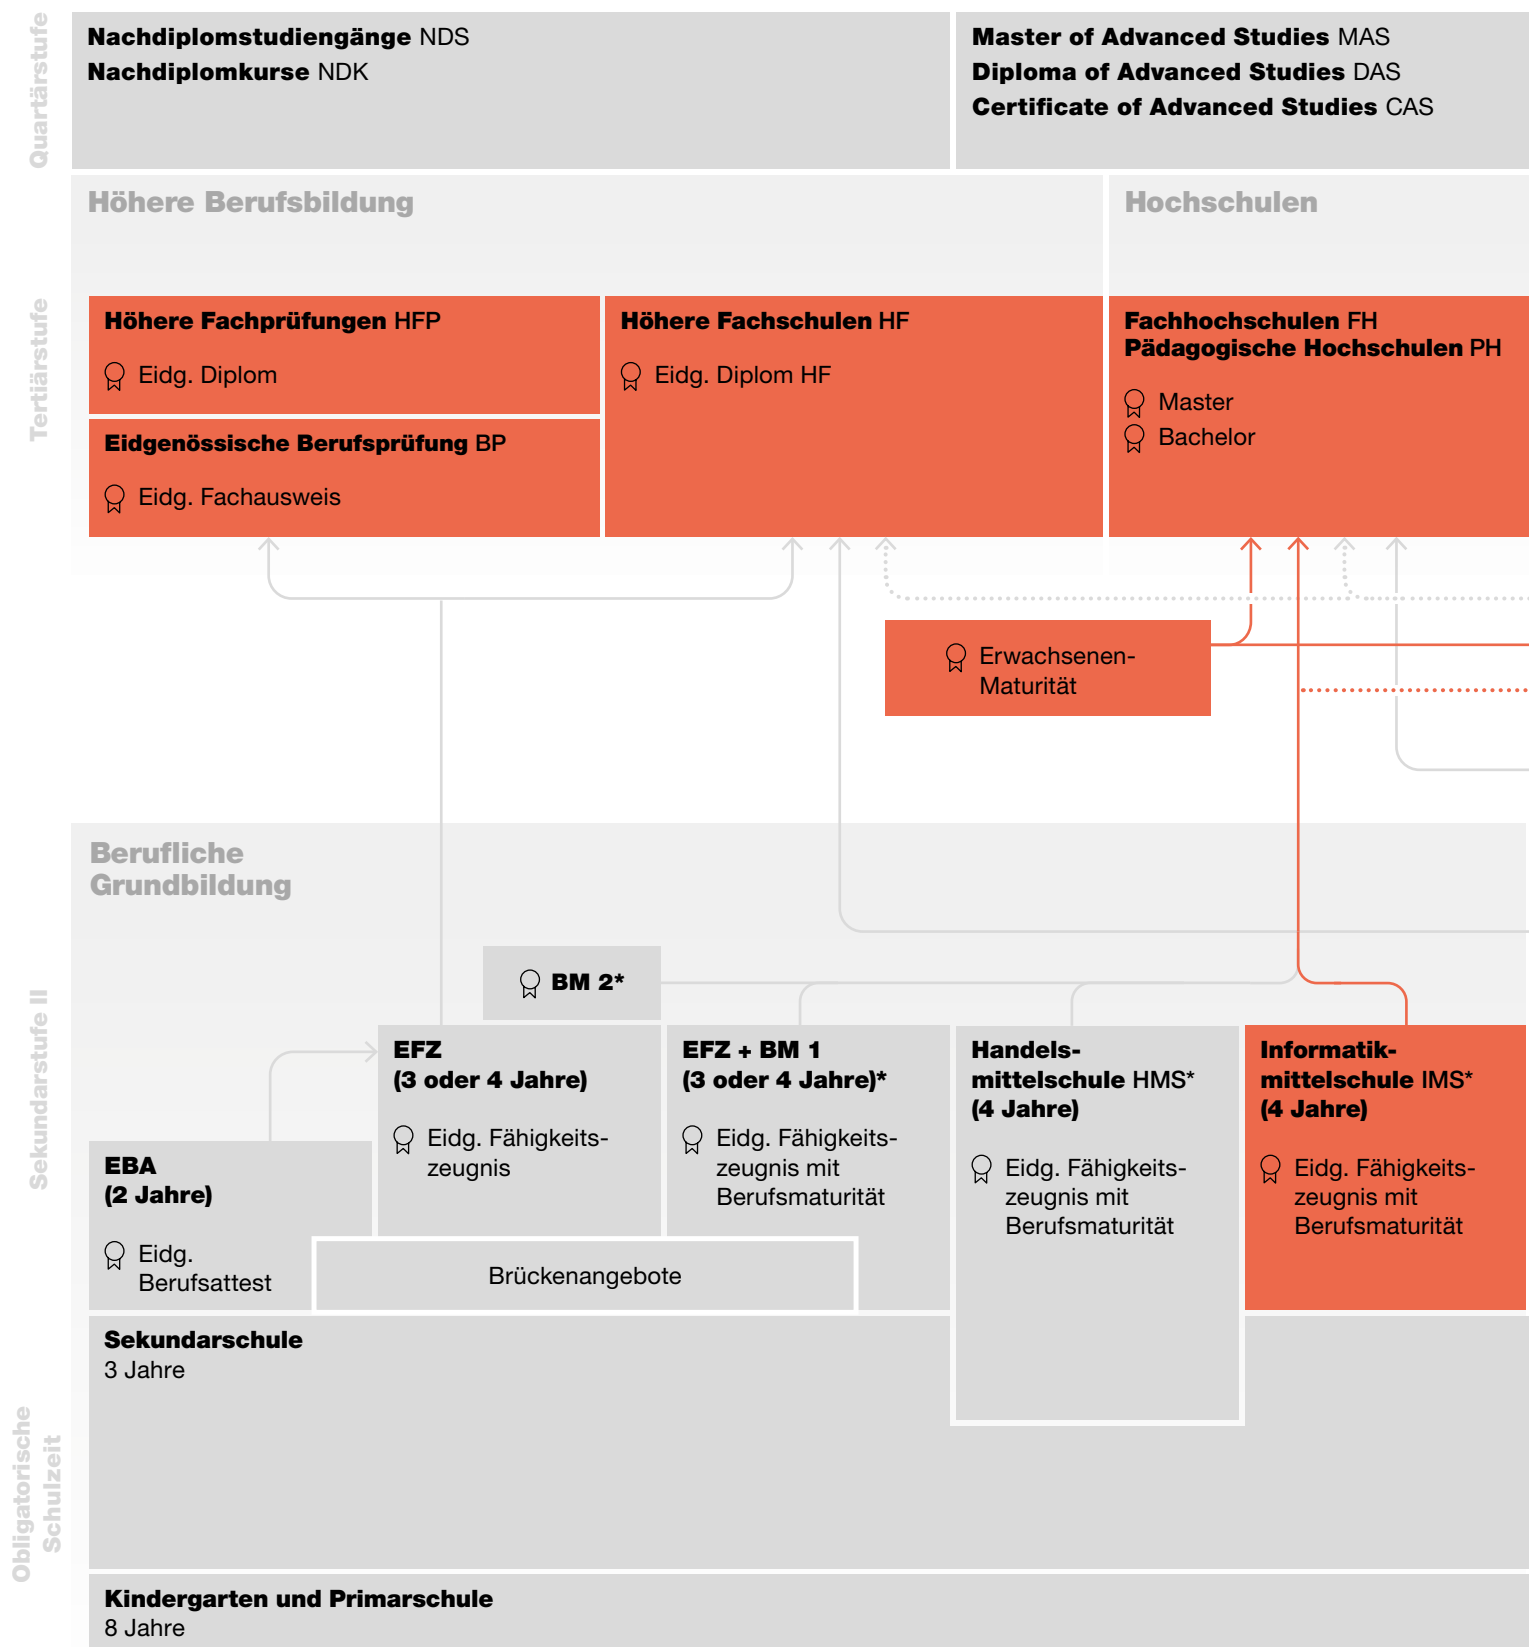 Quartärstufe
Nachdiplomstudiengänge NDS
Nachdiplomkurse NDK
Master of Advanced Studies MAS
Diploma of Advanced Studies DAS
Certificate of Advanced Studies CAS
Tertiärstufe
Höhere Berufsbildung
Hochschulen
Höhere Fachprüfungen HFP
Eidg. Diplom
Eidgenössische Berufsprüfung BP
Eidg. Fachausweis
Höhere Fachschulen HF
Eidg. Diplom HF
Fachhochschulen FH
Pädagogische Hochschulen PH
Master
Bachelor
Erwachsenen-
Maturität
Sekundarstufe II
Berufliche
Grundbildung
BM 2*
EBA
(2 Jahre)
Eidg.
Berufsattest
EFZ
(3 oder 4 Jahre)
Eidg. Fähigkeits-
zeugnis
EFZ + BM 1
(3 oder 4 Jahre)*
Eidg. Fähigkeits-
zeugnis mit
Berufsmaturität
Handels-
mittelschule HMS*
(4 Jahre)
Eidg. Fähigkeits-
zeugnis mit
Berufsmaturität
Informatik-
mittelschule IMS*
(4 Jahre)
Eidg. Fähigkeits-
zeugnis mit
Berufsmaturität
Brückenangebote
Obligatorische
Schulzeit
Sekundarschule
3 Jahre
Kindergarten und Primarschule
8 Jahre